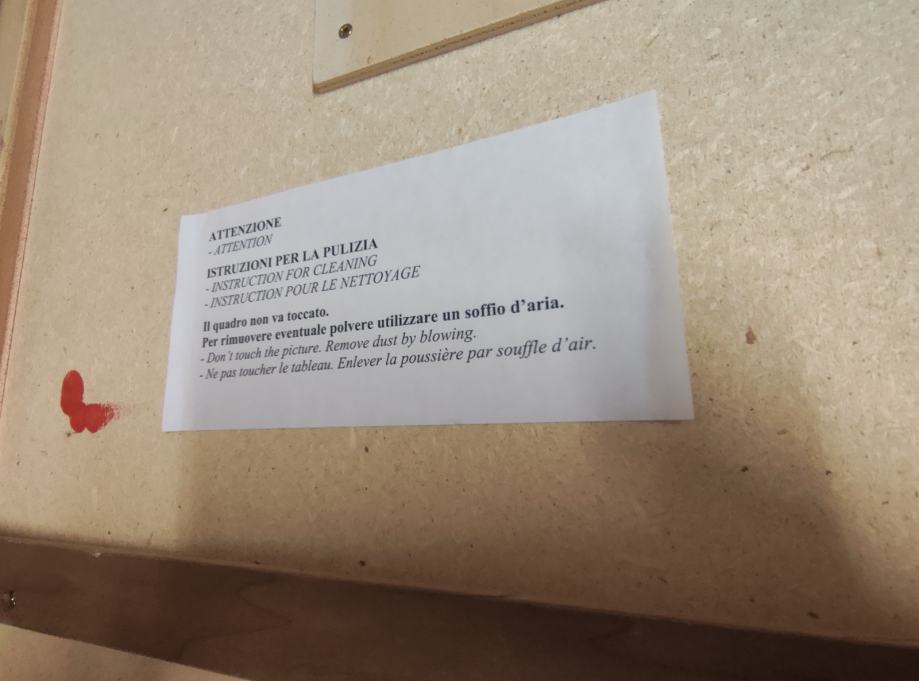 ATTENZIONE
- ATTENTION
ISTRUZIONI PER LA PULIZIA
- INSTRUCTION FOR CLEANING
- INSTRUCTION POUR LE NETTOYAGE
Il quadro non va toccato.
Per rimuovere eventuale polvere utilizzare un soffio d'aria.
- Don't touch the picture. Remove dust by blowing.
- Ne pas toucher le tableau. Enlever la poussière par souffle d'air.